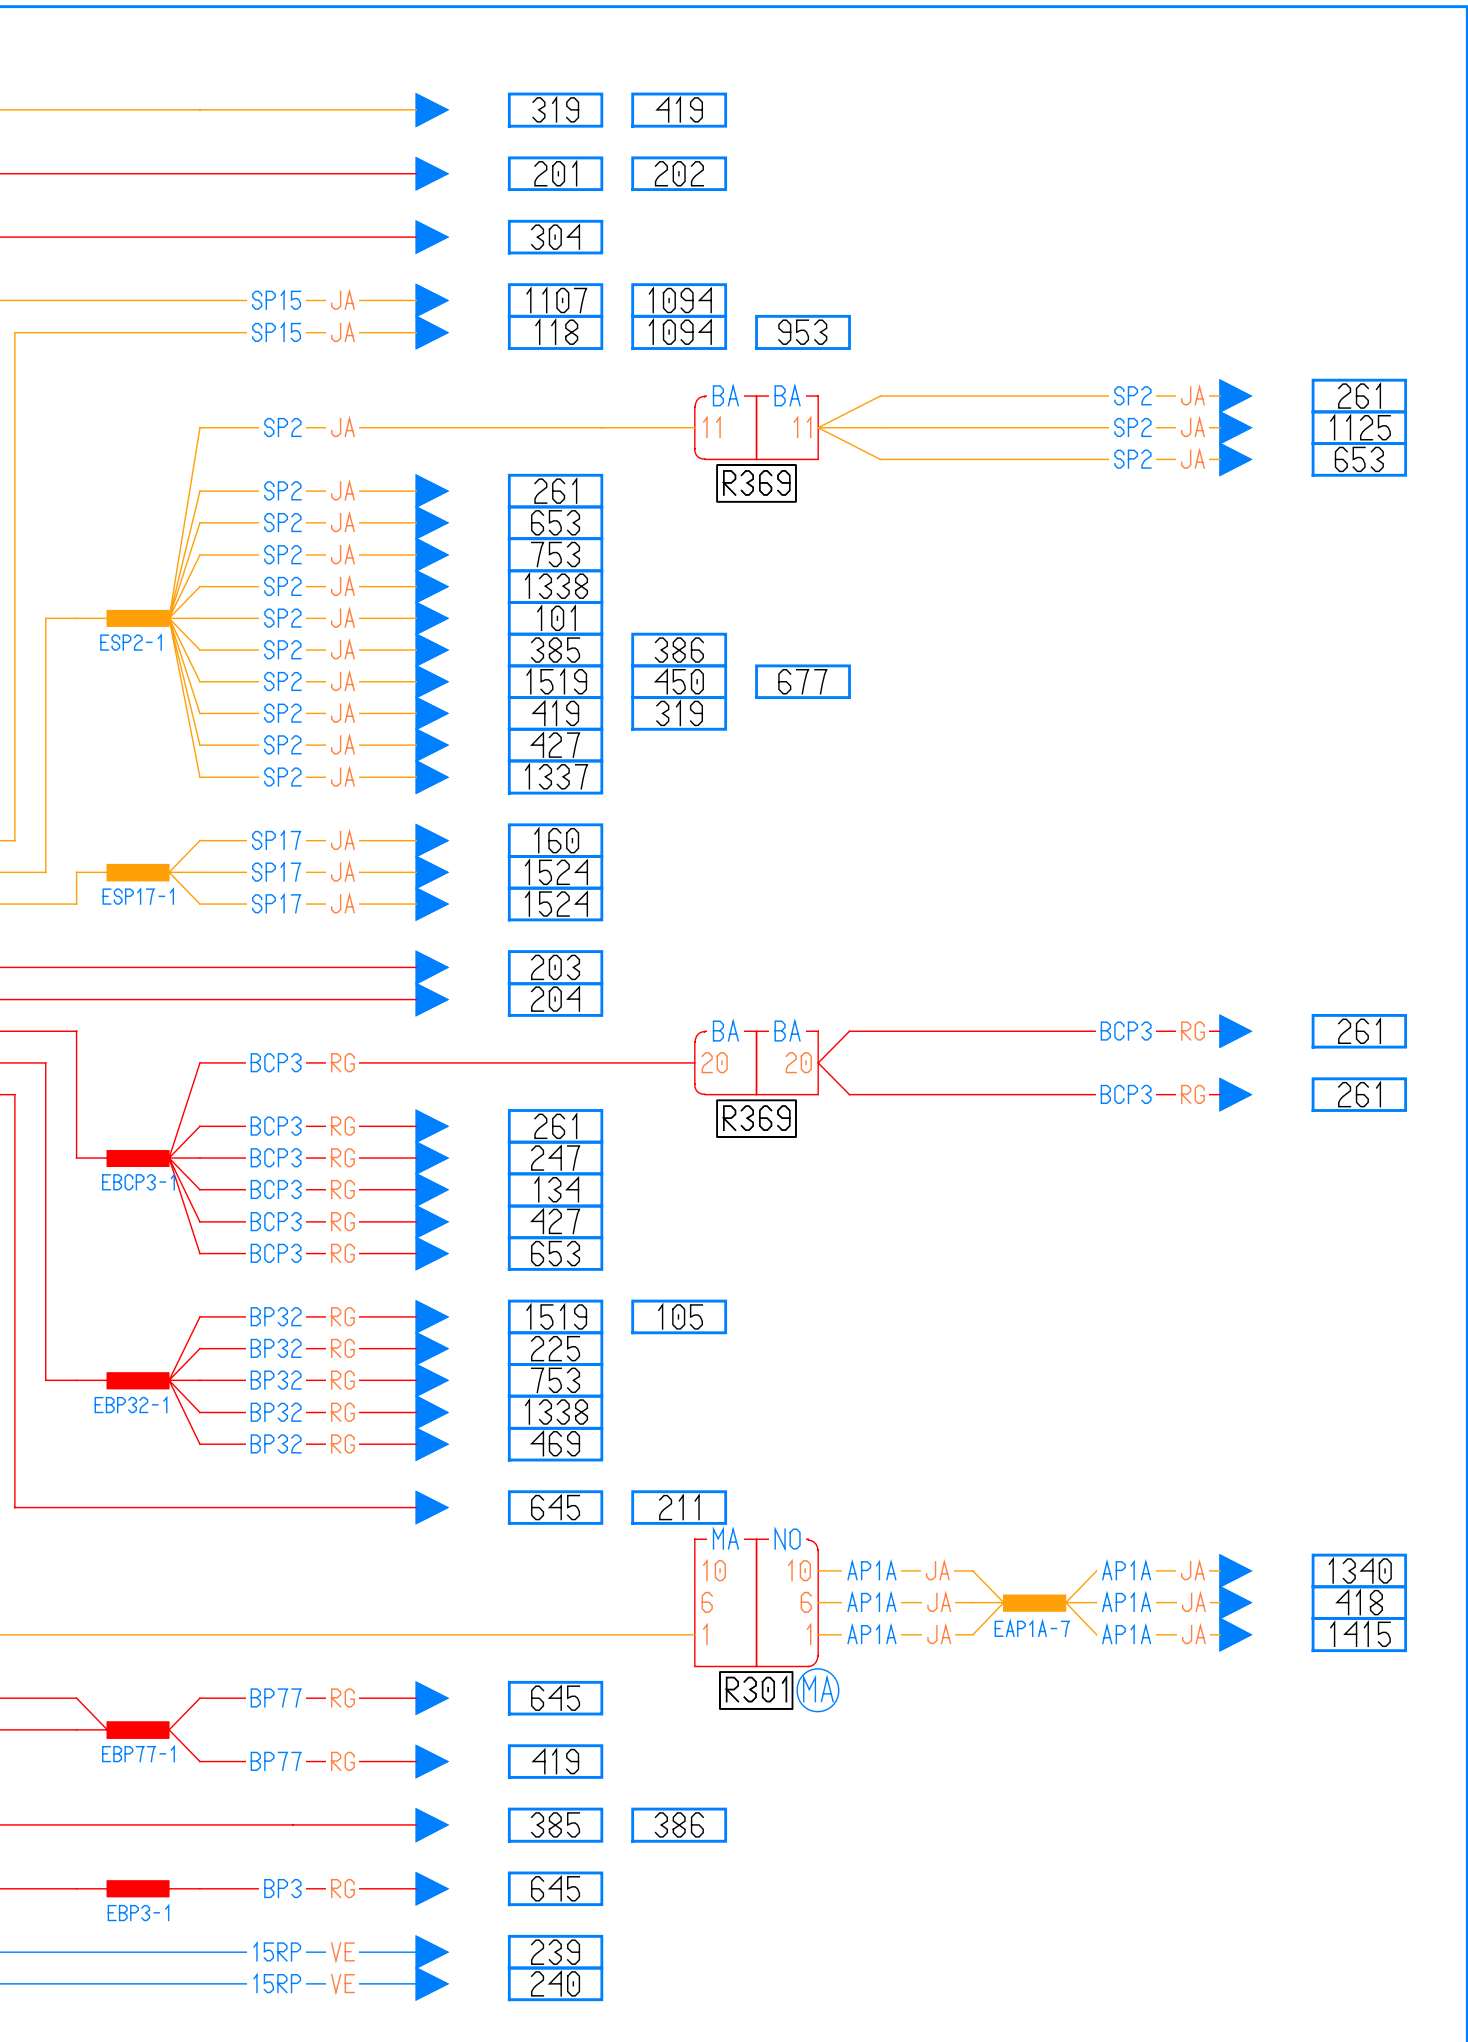 319 419
201 202
304
SP15 JA 1107 1094
SP15 JA 118 1094 953
BA BA SP2 JA 261
SP2 JA 11 11 SP2 JA 1125
SP2 JA 653
R369
SP2 JA 261
SP2 JA 653
SP2 JA 753
SP2 JA 1338
SP2 JA 101
ESP2-1
SP2 JA 385 386
SP2 JA 1519 450 677
SP2 JA 419 319
SP2 JA 427
SP2 JA 1337
SP17 JA 160
SP17 JA 1524
ESP17-1
SP17 JA 1524
203
204
BA BA BCP3 RG 261
BCP3 RG 20 20
BCP3 RG 261
R369
BCP3 RG 261
BCP3 RG 247
EBCP3-1
BCP3 RG 134
BCP3 RG 427
BCP3 RG 653
BP32 RG 1519 105
BP32 RG 225
BP32 RG 753
EBP32-1
BP32 RG 1338
BP32 RG 469
645 211
MA NO
10 10 AP1A JA AP1A JA 1340
6 6 AP1A JA AP1A JA 418
EAP1A-7
1 1 AP1A JA AP1A JA 1415
R301 MA
BP77 RG 645
EBP77-1
BP77 RG 419
385 386
BP3 RG 645
EBP3-1
15RP VE 239
15RP VE 240